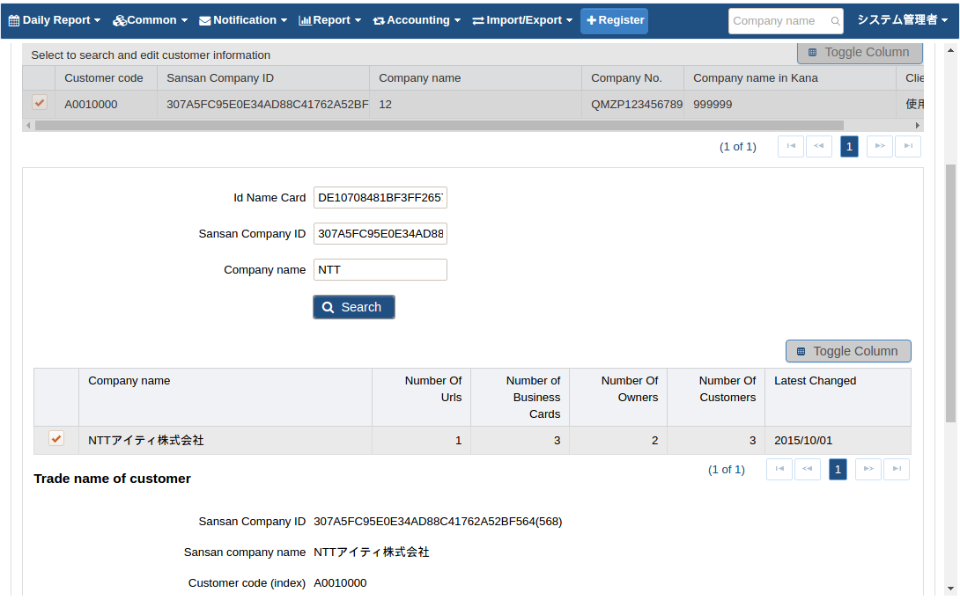 Daily Report Common Notification Report Accounting Import/Export Register Company name システム管理者
Select to search and edit customer information Toggle Column
Customer code Sansan Company ID Company name Company No. Company name in Kana Clie
A0010000 307A5FC95E0E34AD88C41762A52BF 12 QMZP123456789 999999 使用
(1 of 1) 1
Id Name Card DE10708481BF3FF265
Sansan Company ID 307A5FC95E0E34AD88
Company name NTT
Search
Toggle Column
Company name Number Of Urls Number of Business Cards Number Of Owners Number Of Customers Latest Changed
NTTアイティ株式会社 1 3 2 3 2015/10/01
(1 of 1) 1
Trade name of customer
Sansan Company ID 307A5FC95E0E34AD88C41762A52BF564(568)
Sansan company name NTTアイティ株式会社
Customer code (index) A0010000